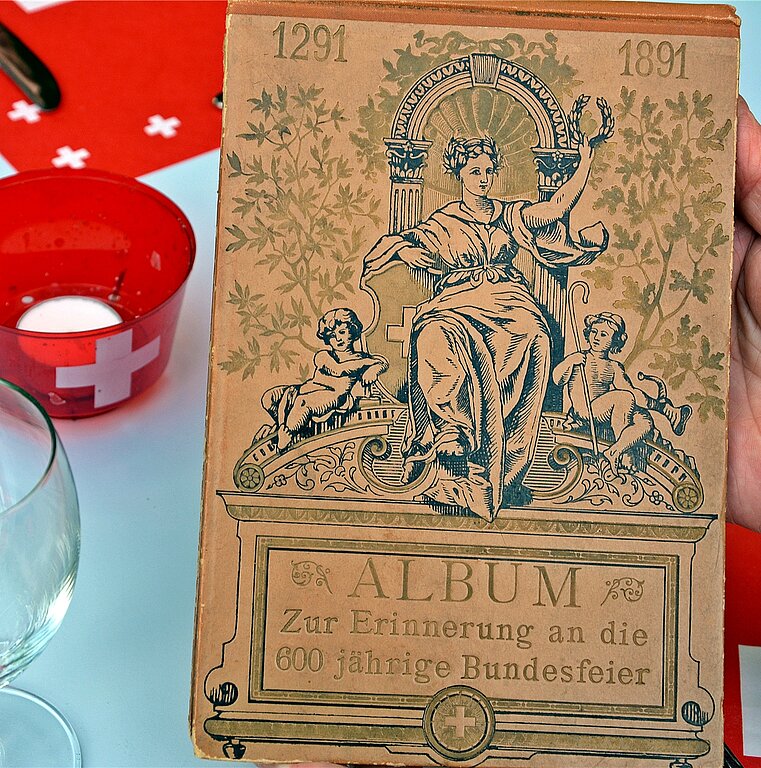 1291 1891
ALBUM
Zur Erinnerung an die
600 jährige Bundesfeier